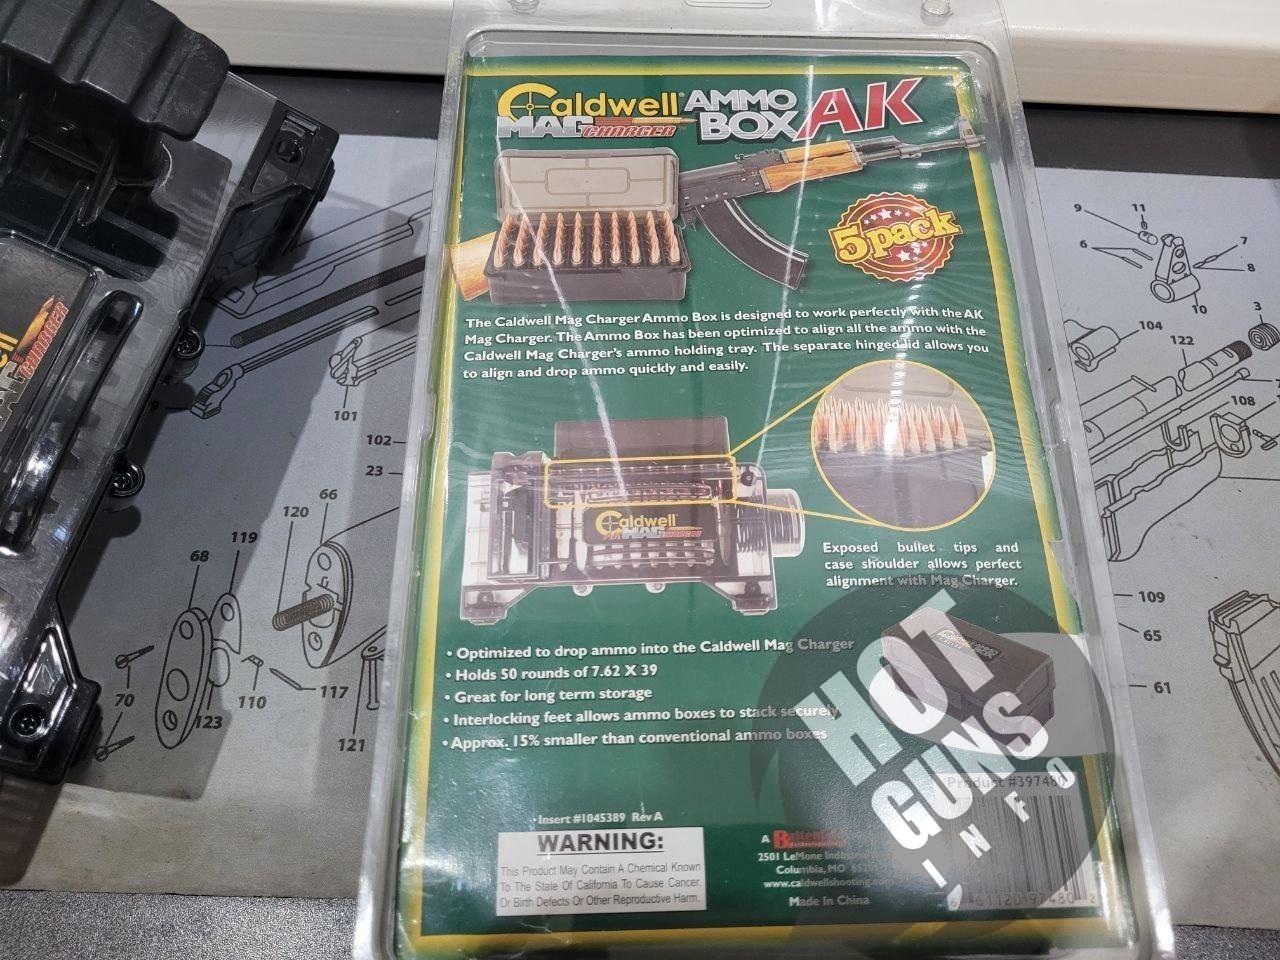 Caldwell AMMO BOX AK
MAG CHARGER
5 pack
The Caldwell Mag Charger Ammo Box is designed to work perfectly with the AK
Mag Charger. The Ammo Box has been optimized to align all the ammo with the
Caldwell Mag Charger's ammo holding tray. The separate hinged lid allows you
to align and drop ammo quickly and easily.
Caldwell
MAG CHARGER
Exposed bullet tips and
case shoulder allows perfect
alignment with Mag Charger.
• Optimized to drop ammo into the Caldwell Mag Charger
• Holds 50 rounds of 7.62 X 39
• Great for long term storage
• Interlocking feet allows ammo boxes to stack securely
• Approx. 15% smaller than conventional ammo boxes
Insert #1045389 Rev A
WARNING:
This Product May Contain A Chemical Known
To The State Of California To Cause Cancer,
Or Birth Defects Or Other Reproductive Harm.
A
2501 LeMone
Columbia, MO
www.caldwellshooting.com
Made in China
Product #397480
HOT
GUNS
INFO
CHARGER
9
11
6
7
8
10
3
104
122
108
101
102
23
66
120
119
68
70
110
117
123
121
109
65
61